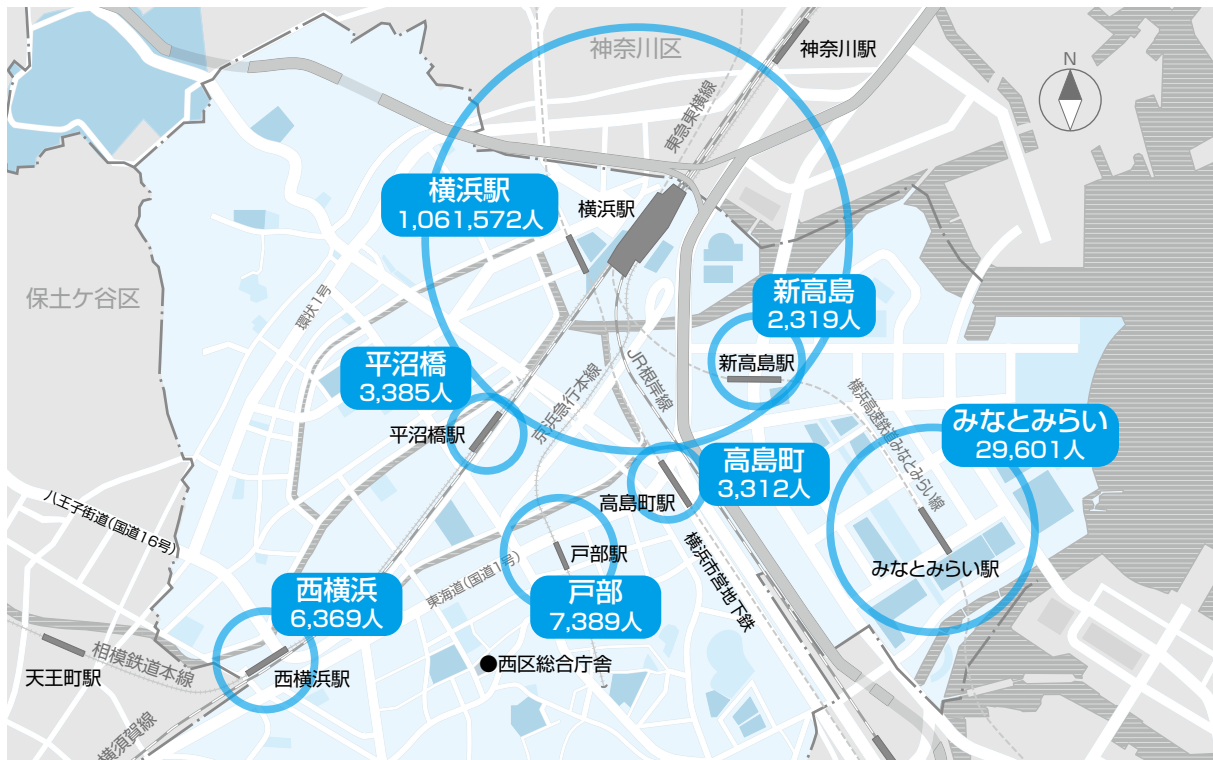 神奈川区
神奈川駅
N
東急東横線
横浜駅
1,061,572人
横浜駅
保土ケ谷区
環状1号
新高島
2,319人
新高島駅
平沼橋
3,385人
平沼橋駅
京浜急行本線
JR根岸線
横浜高速鉄道みなとみらい線
みなとみらい
29,601人
みなとみらい駅
高島町
3,312人
高島町駅
八王子街道(国道16号)
東海道(国道1号)
戸部駅
戸部
7,389人
横浜市営地下鉄
西横浜
6,369人
西横浜駅
●西区総合庁舎
相模鉄道本線
天王町駅
横須賀線